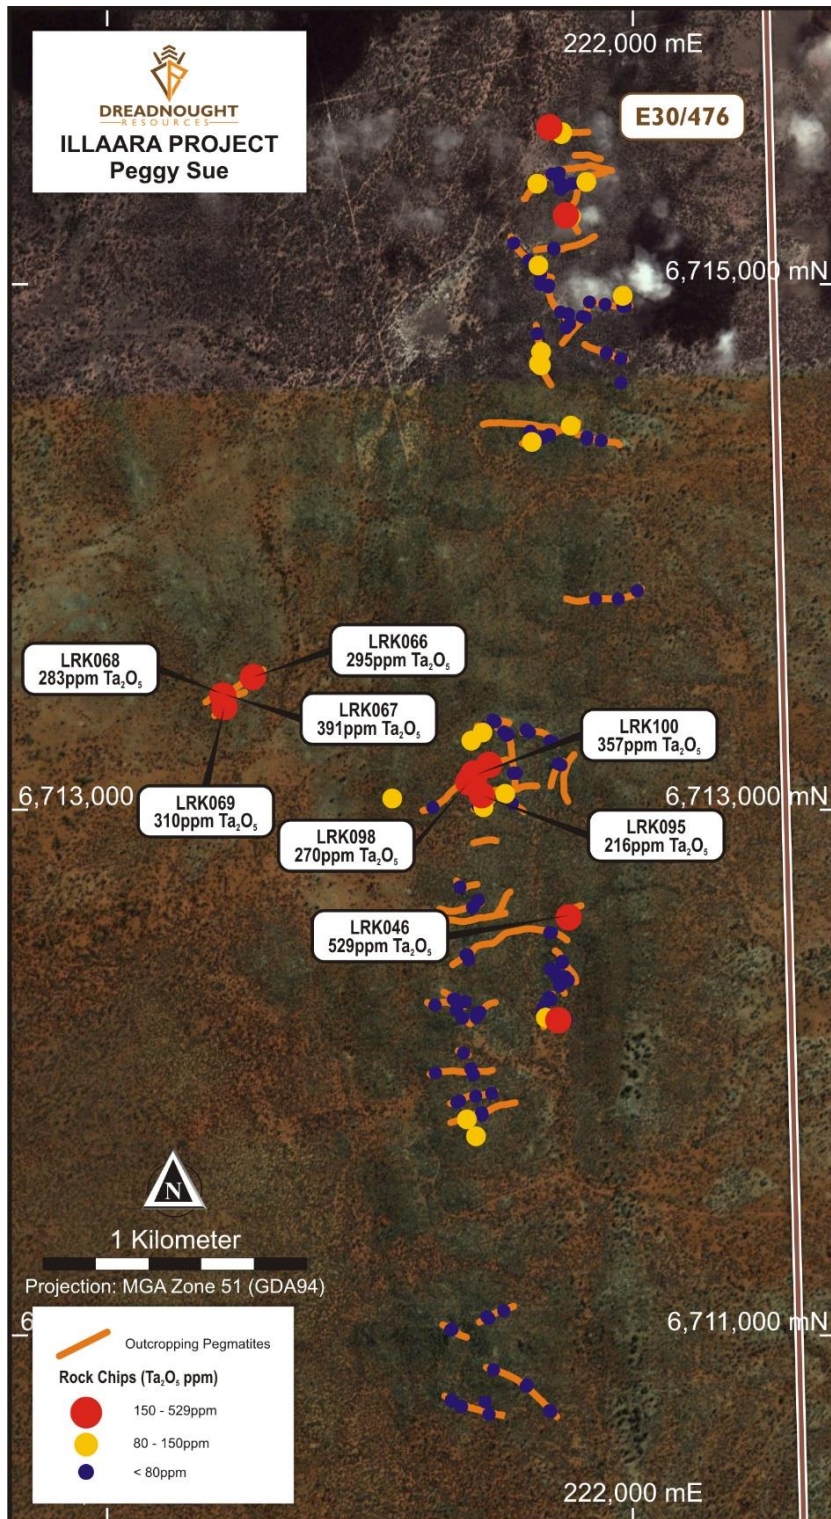 222,000 mE
DREADNOUGHT
RESOURCES
ILLAARA PROJECT
Peggy Sue
E30/476
6,715,000 mN
LRK068
283ppm Ta₂O₅
LRK066
295ppm Ta₂O₅
LRK067
391ppm Ta₂O₅
LRK100
357ppm Ta₂O₅
6,713,000
6,713,000 mN
LRK069
310ppm Ta₂O₅
LRK098
270ppm Ta₂O₅
LRK095
216ppm Ta₂O₅
LRK046
529ppm Ta₂O₅
N
1 Kilometer
Projection: MGA Zone 51 (GDA94)
6,711,000 mN
Outcropping Pegmatites
Rock Chips (Ta₂O₅ ppm)
150 - 529ppm
80 - 150ppm
< 80ppm
222,000 mE